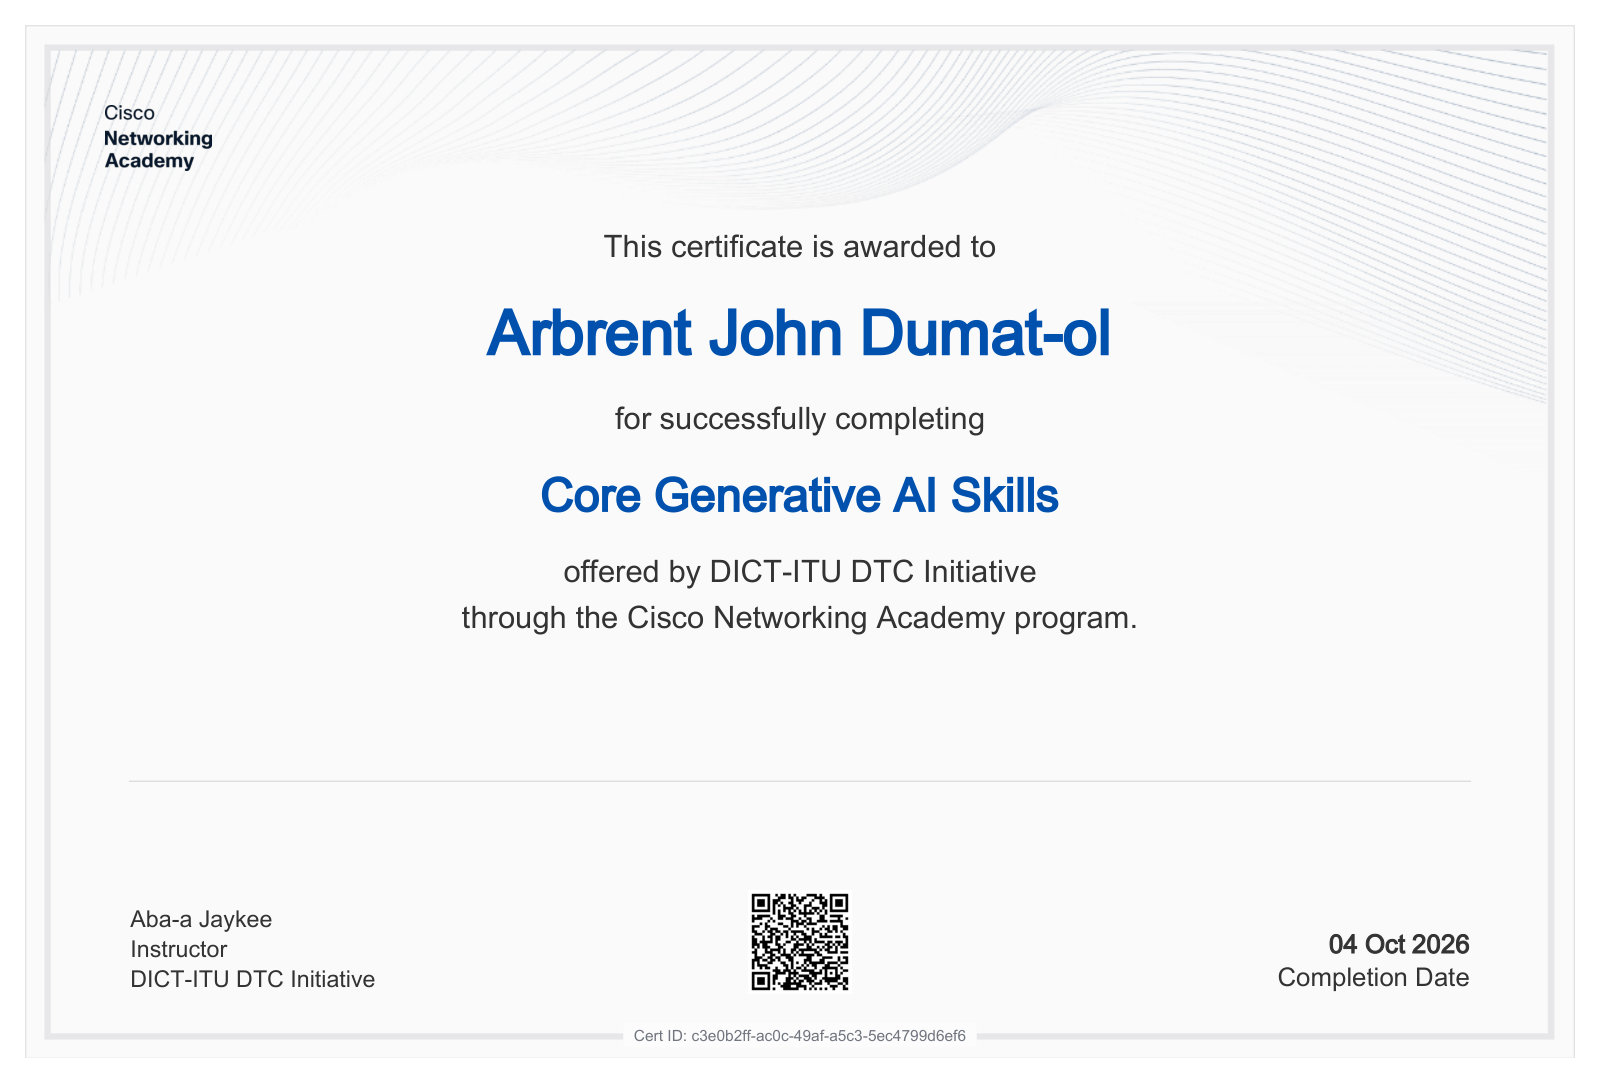 Cisco
Networking
Academy
This certificate is awarded to
Arbrent John Dumat-ol
for successfully completing
Core Generative AI Skills
offered by DICT-ITU DTC Initiative
through the Cisco Networking Academy program.
Aba-a Jaykee
Instructor
DICT-ITU DTC Initiative
04 Oct 2026
Completion Date
Cert ID: c3e0b2ff-ac0c-49af-a5c3-5ec4799d6ef6